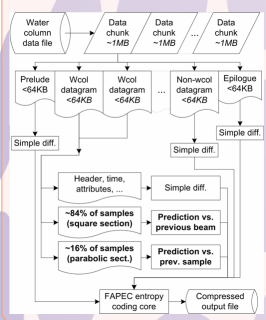 Water
column
data file
Data
chunk
~1MB
Data
chunk
~1MB
...
Data
chunk
~1MB
Prelude
<64KB
Wcol
datagram
<64KB
Wcol
datagram
<64KB
...
Non-wcol
datagram
<64KB
Epilogue
<64KB
Simple diff.
Simple diff.
Simple diff.
Header, time,
attributes, ...
Simple diff.
~84% of samples
(square section)
Prediction vs.
previous beam
~16% of samples
(parabolic sect.)
Prediction vs.
prev. sample
FAPEC entropy
coding core
Compressed
output file